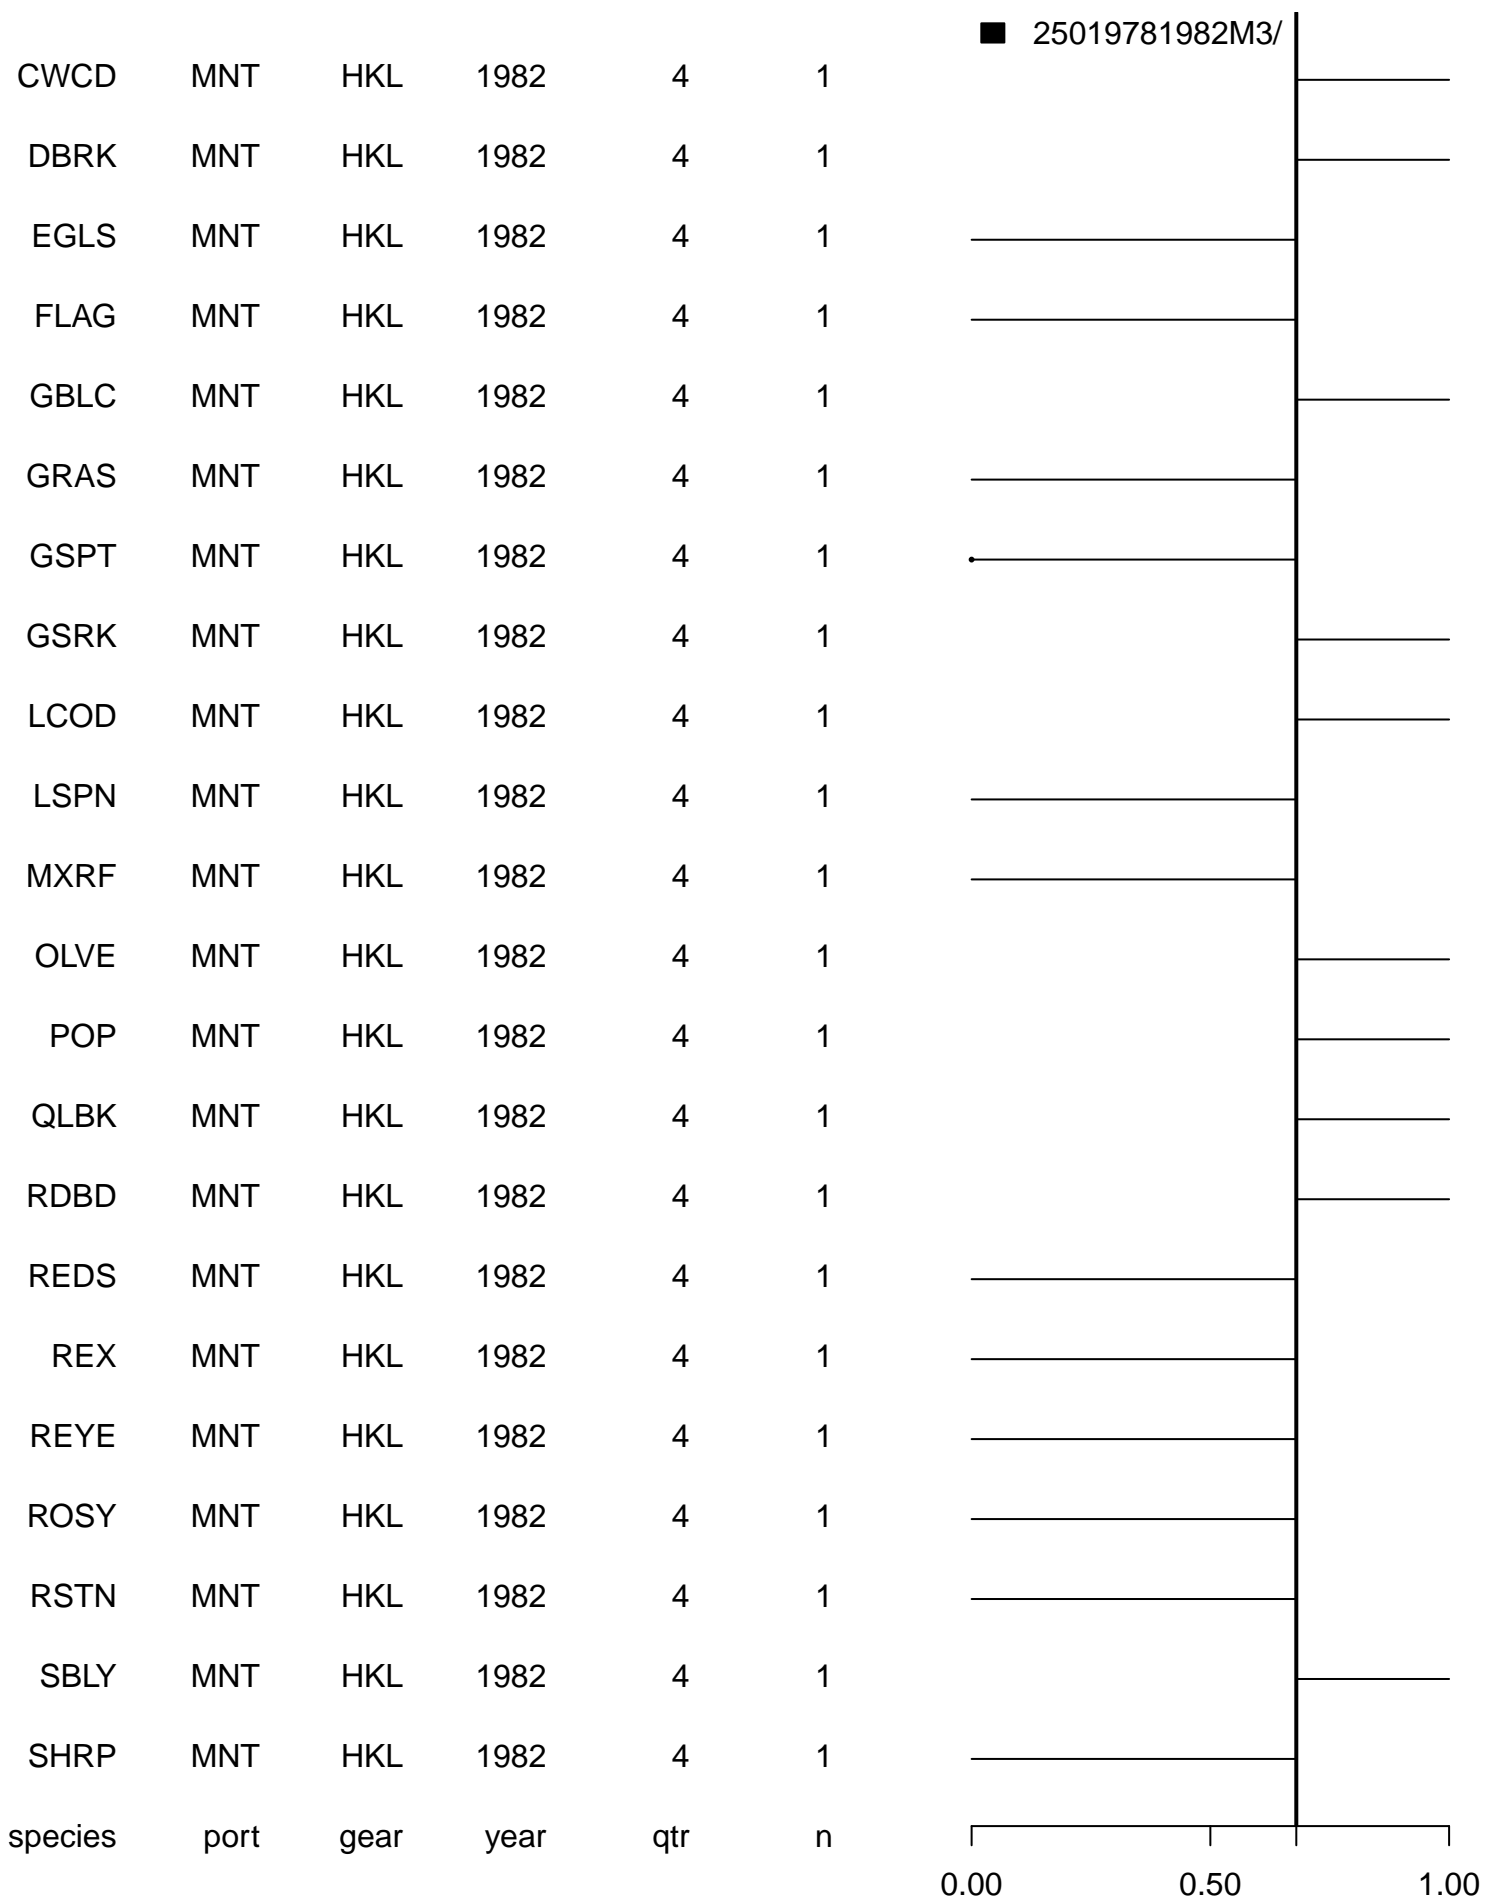 25019781982M3/
CWCD MNT HKL 1982 4 1
DBRK MNT HKL 1982 4 1
EGLS MNT HKL 1982 4 1
FLAG MNT HKL 1982 4 1
GBLC MNT HKL 1982 4 1
GRAS MNT HKL 1982 4 1
GSPT MNT HKL 1982 4 1
GSRK MNT HKL 1982 4 1
LCOD MNT HKL 1982 4 1
LSPN MNT HKL 1982 4 1
MXRF MNT HKL 1982 4 1
OLVE MNT HKL 1982 4 1
POP MNT HKL 1982 4 1
QLBK MNT HKL 1982 4 1
RDBD MNT HKL 1982 4 1
REDS MNT HKL 1982 4 1
REX MNT HKL 1982 4 1
REYE MNT HKL 1982 4 1
ROSY MNT HKL 1982 4 1
RSTN MNT HKL 1982 4 1
SBLY MNT HKL 1982 4 1
SHRP MNT HKL 1982 4 1
species port gear year qtr n
0.00 0.50 1.00